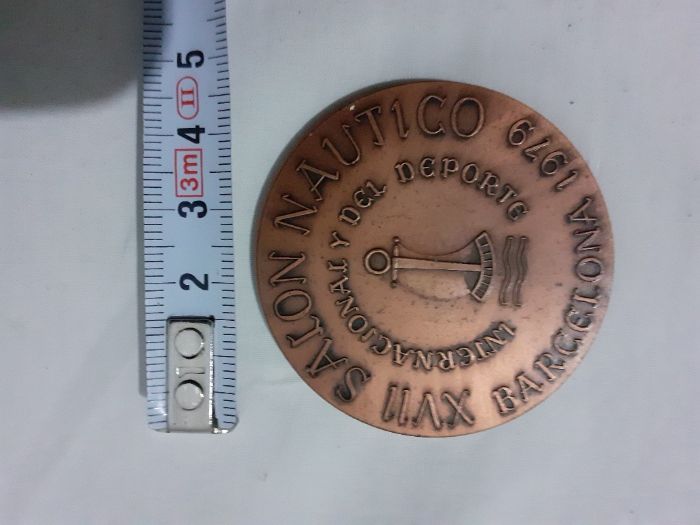 XVII SALON NAUTICO
INTERNACIONAL Y DEL DEPORTE
BARCELONA 1979
2
3
3m
4
II
5